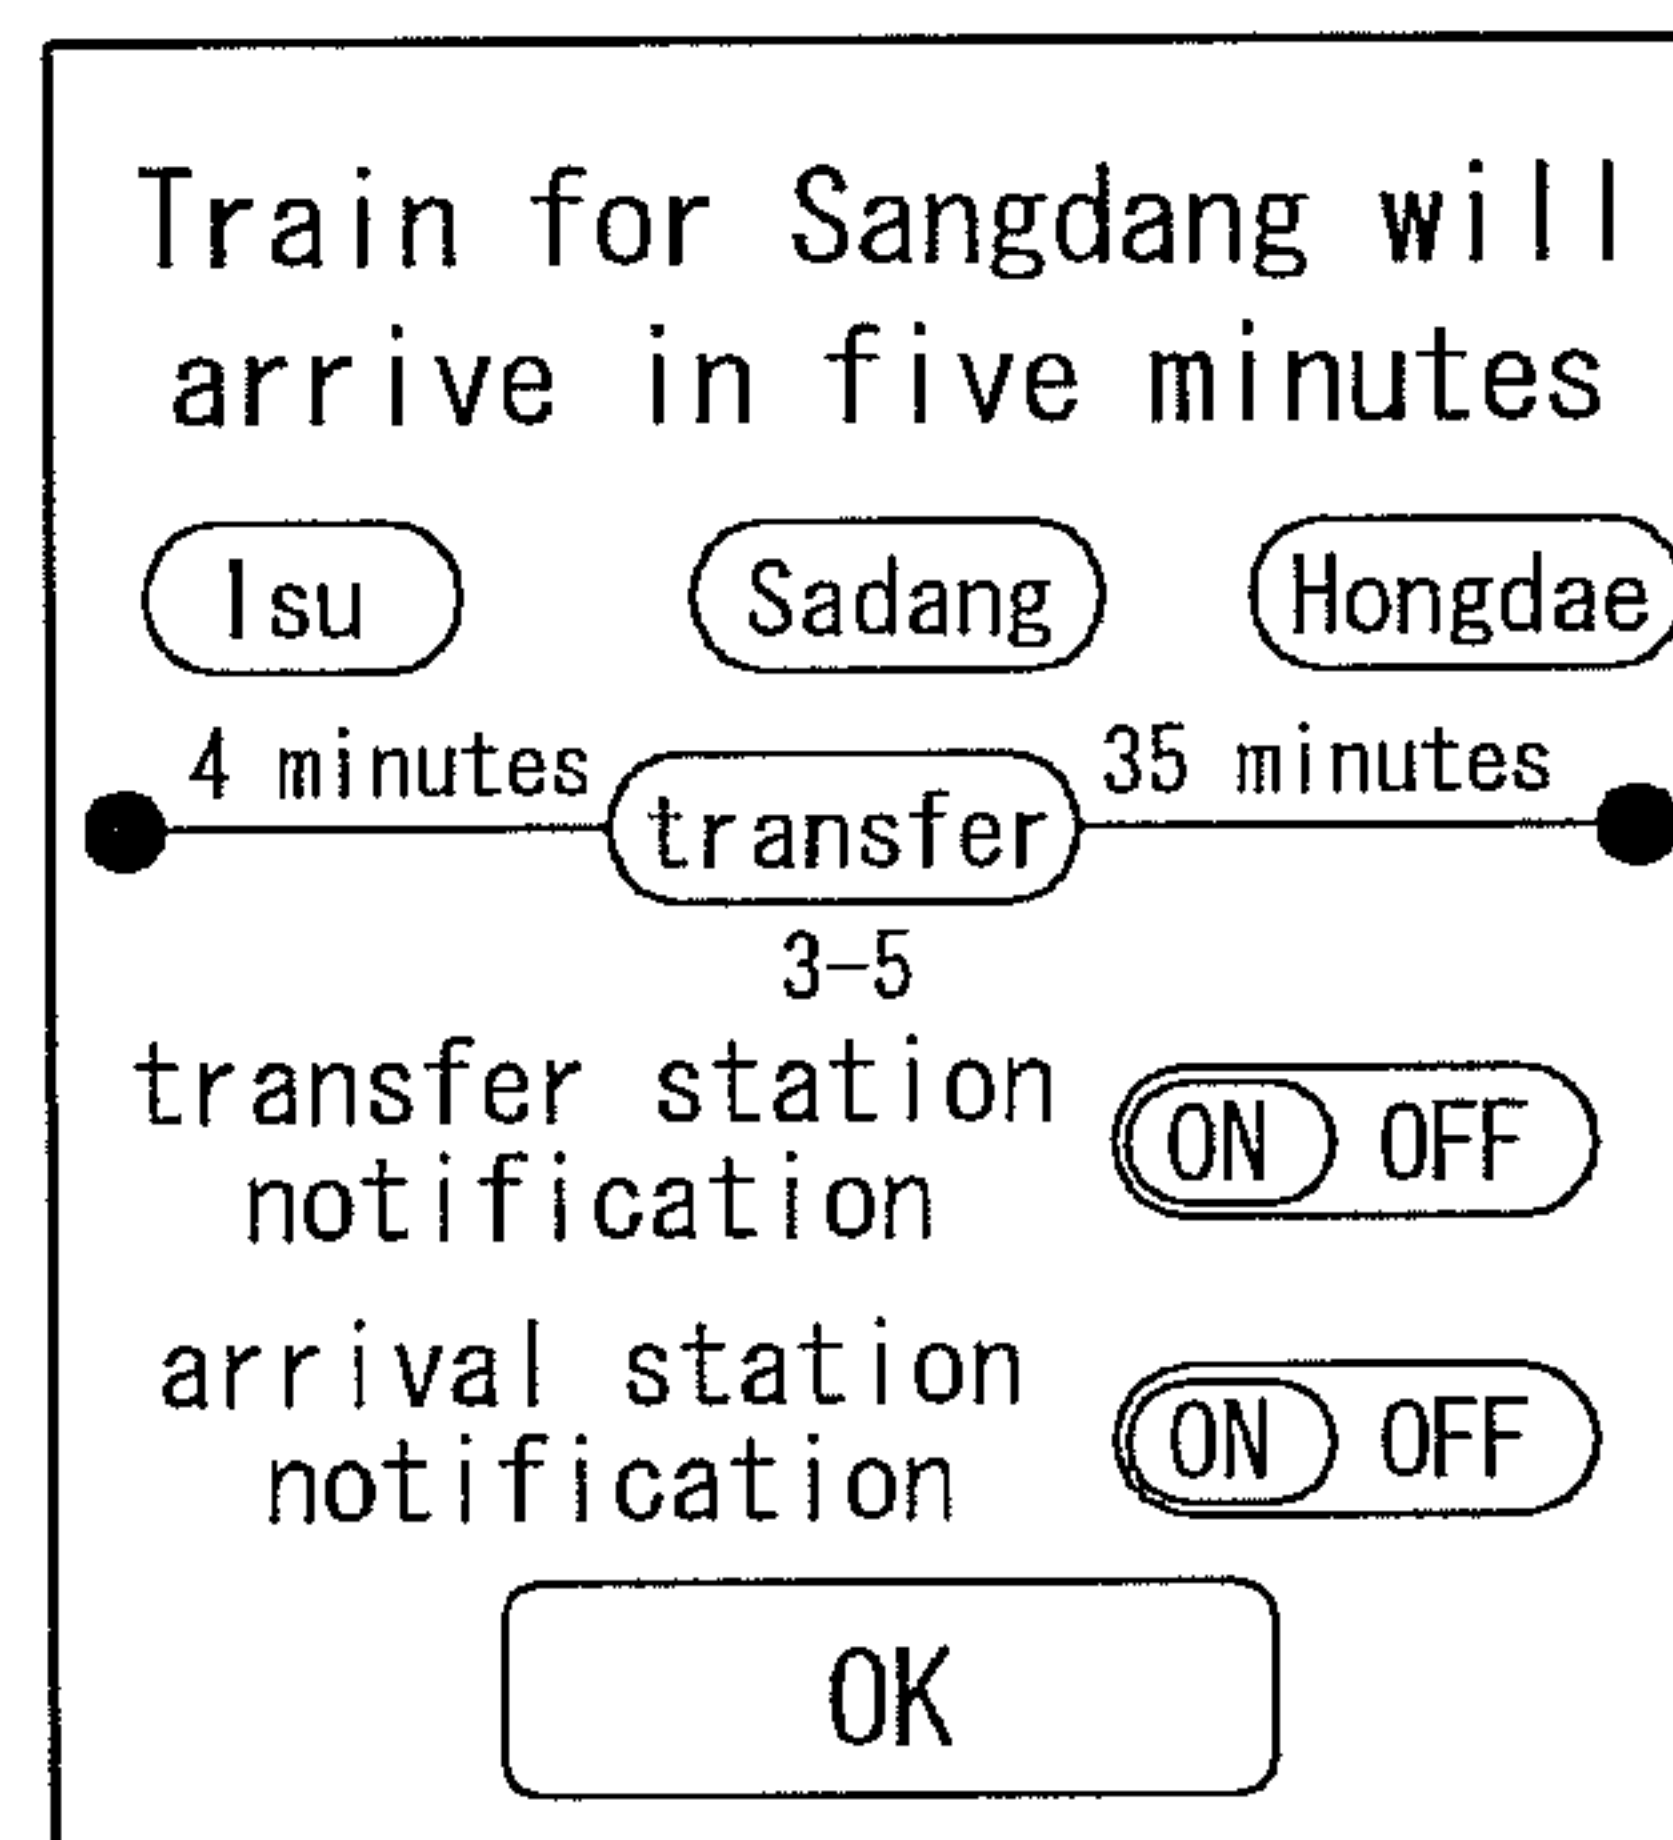 Train for Sangdang will
arrive in five minutes
Isu Sadang Hongdae
4 minutes transfer 35 minutes
3-5
transfer station
notification
ON OFF
arrival station
notification
ON OFF
OK